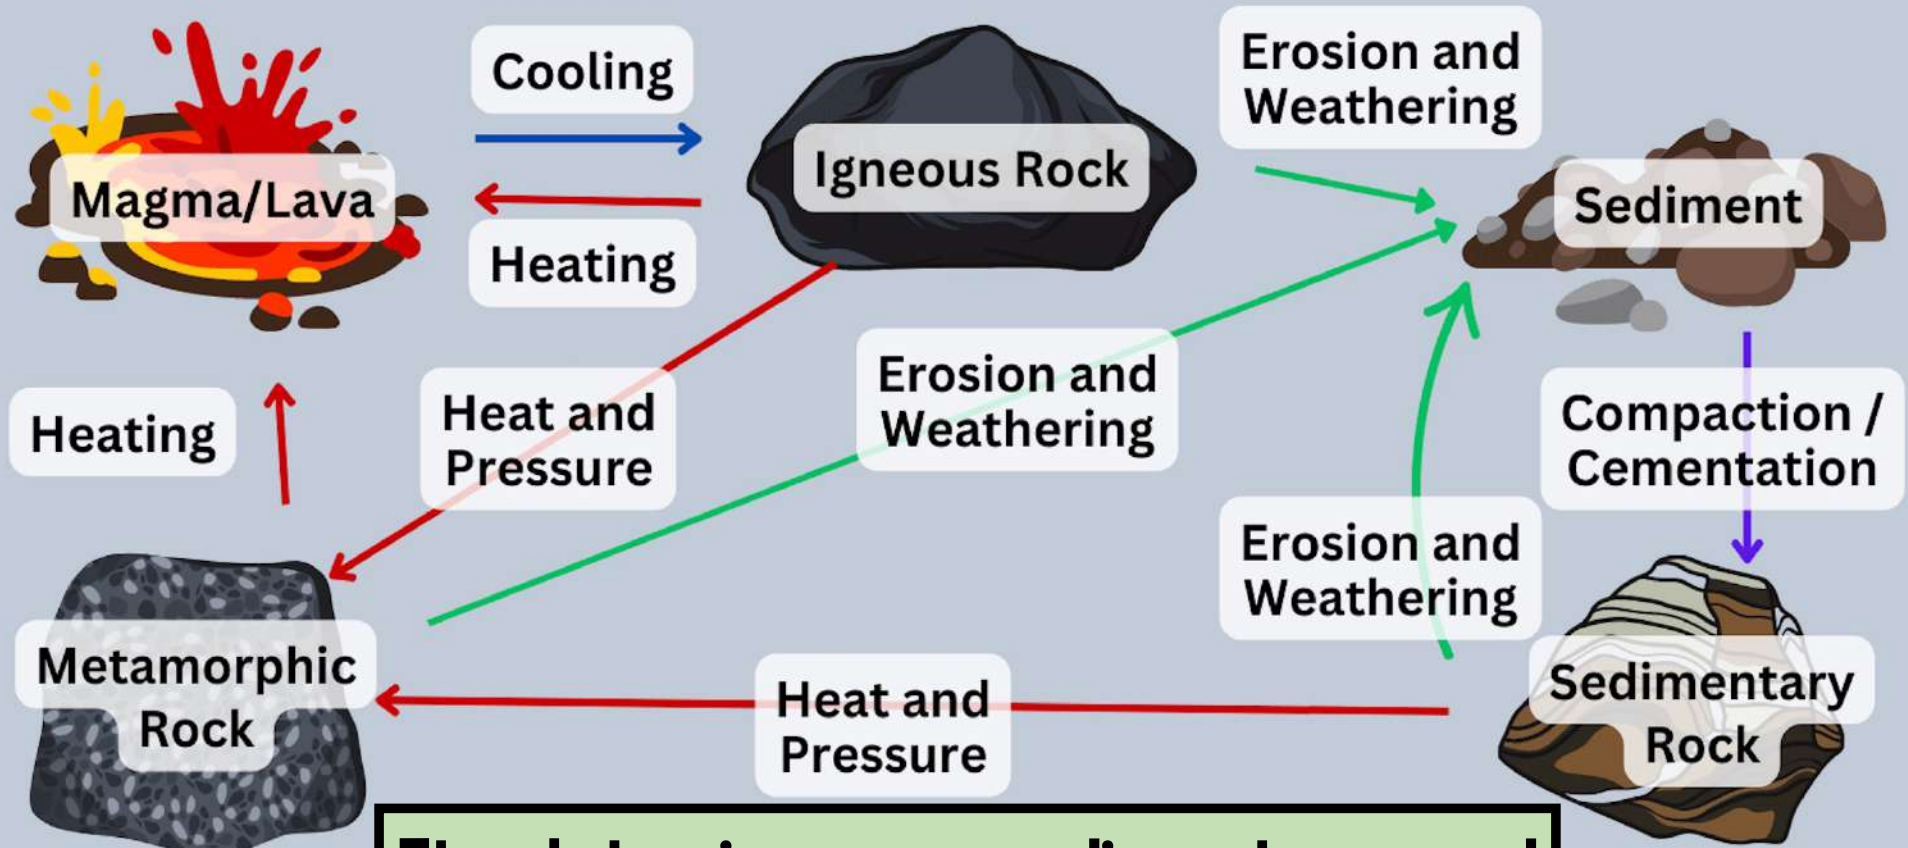 Cooling
Erosion and
Weathering
Magma/Lava
Igneous Rock
Sediment
Heating
Heating
Heat and
Pressure
Erosion and
Weathering
Compaction /
Cementation
Erosion and
Weathering
Metamorphic
Rock
Heat and
Pressure
Sedimentary
Rock